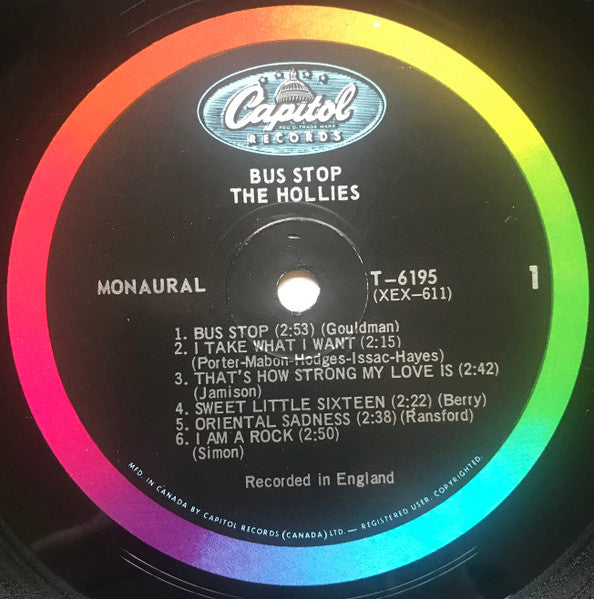 Capitol
REG'D. TRADE MARK
RECORDS
BUS STOP
THE HOLLIES
MONAURAL
T-6195
(XEX-611)
1
1. BUS STOP (2:53) (Gouldman)
2. I TAKE WHAT I WANT (2:15)
(Porter-Mabon-Hodges-Issac-Hayes)
3. THAT'S HOW STRONG MY LOVE IS (2:42)
(Jamison)
4. SWEET LITTLE SIXTEEN (2:22) (Berry)
5. ORIENTAL SADNESS (2:38) (Ransford)
6. I AM A ROCK (2:50)
(Simon)
Recorded in England
MFD. IN CANADA BY CAPITOL RECORDS (CANADA) LTD. — REGISTERED USER. COPYRIGHTED.